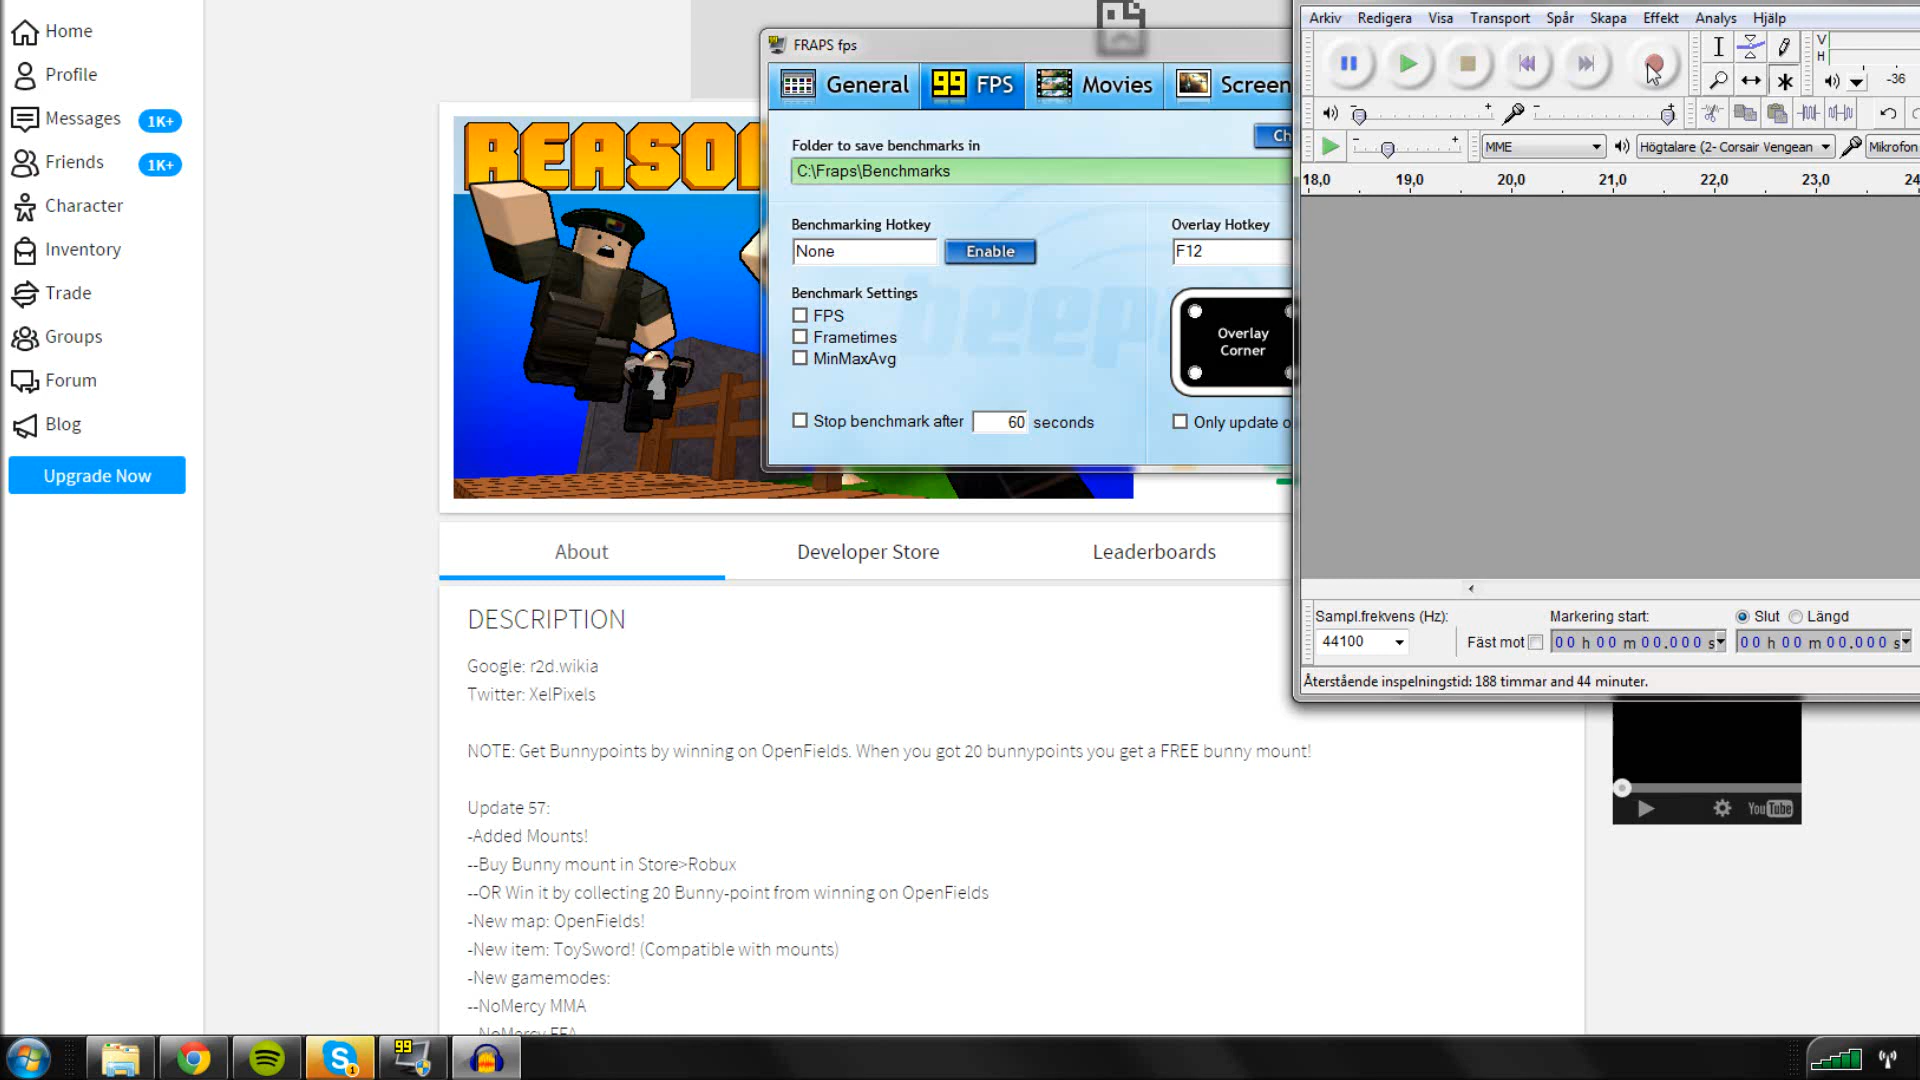 Home
Profile
Messages 1K+
Friends 1K+
Character
Inventory
Trade
Groups
Forum
Blog
Upgrade Now
REASO
FRAPS fps
General
99 FPS
Movies
Screen
Folder to save benchmarks in
Ch
C:\Fraps\Benchmarks
Benchmarking Hotkey
None
Enable
Overlay Hotkey
F12
Benchmark Settings
FPS
Frametimes
MinMaxAvg
Overlay
Corner
Stop benchmark after 60 seconds
Only update o
Arkiv Redigera Visa Transport Spår Skapa Effekt Analys Hjälp
V
H
-36
MME
Högtalare (2- Corsair Vengean
Mikrofon
18,0 19,0 20,0 21,0 22,0 23,0 24
Sampl.frekvens (Hz):
Markering start:
Slut
Längd
44100
Fäst mot
00 h 00 m 00.000 s
00 h 00 m 00.000 s
Återstående inspelningstid: 188 timmar and 44 minuter.
About
Developer Store
Leaderboards
DESCRIPTION
Google: r2d.wikia
Twitter: XelPixels
NOTE: Get Bunnypoints by winning on OpenFields. When you got 20 bunnypoints you get a FREE bunny mount!
Update 57:
-Added Mounts!
--Buy Bunny mount in Store>Robux
--OR Win it by collecting 20 Bunny-point from winning on OpenFields
-New map: OpenFields!
-New item: ToySword! (Compatible with mounts)
-New gamemodes:
--NoMercy MMA
--NoMercy FFA
YouTube
99
1